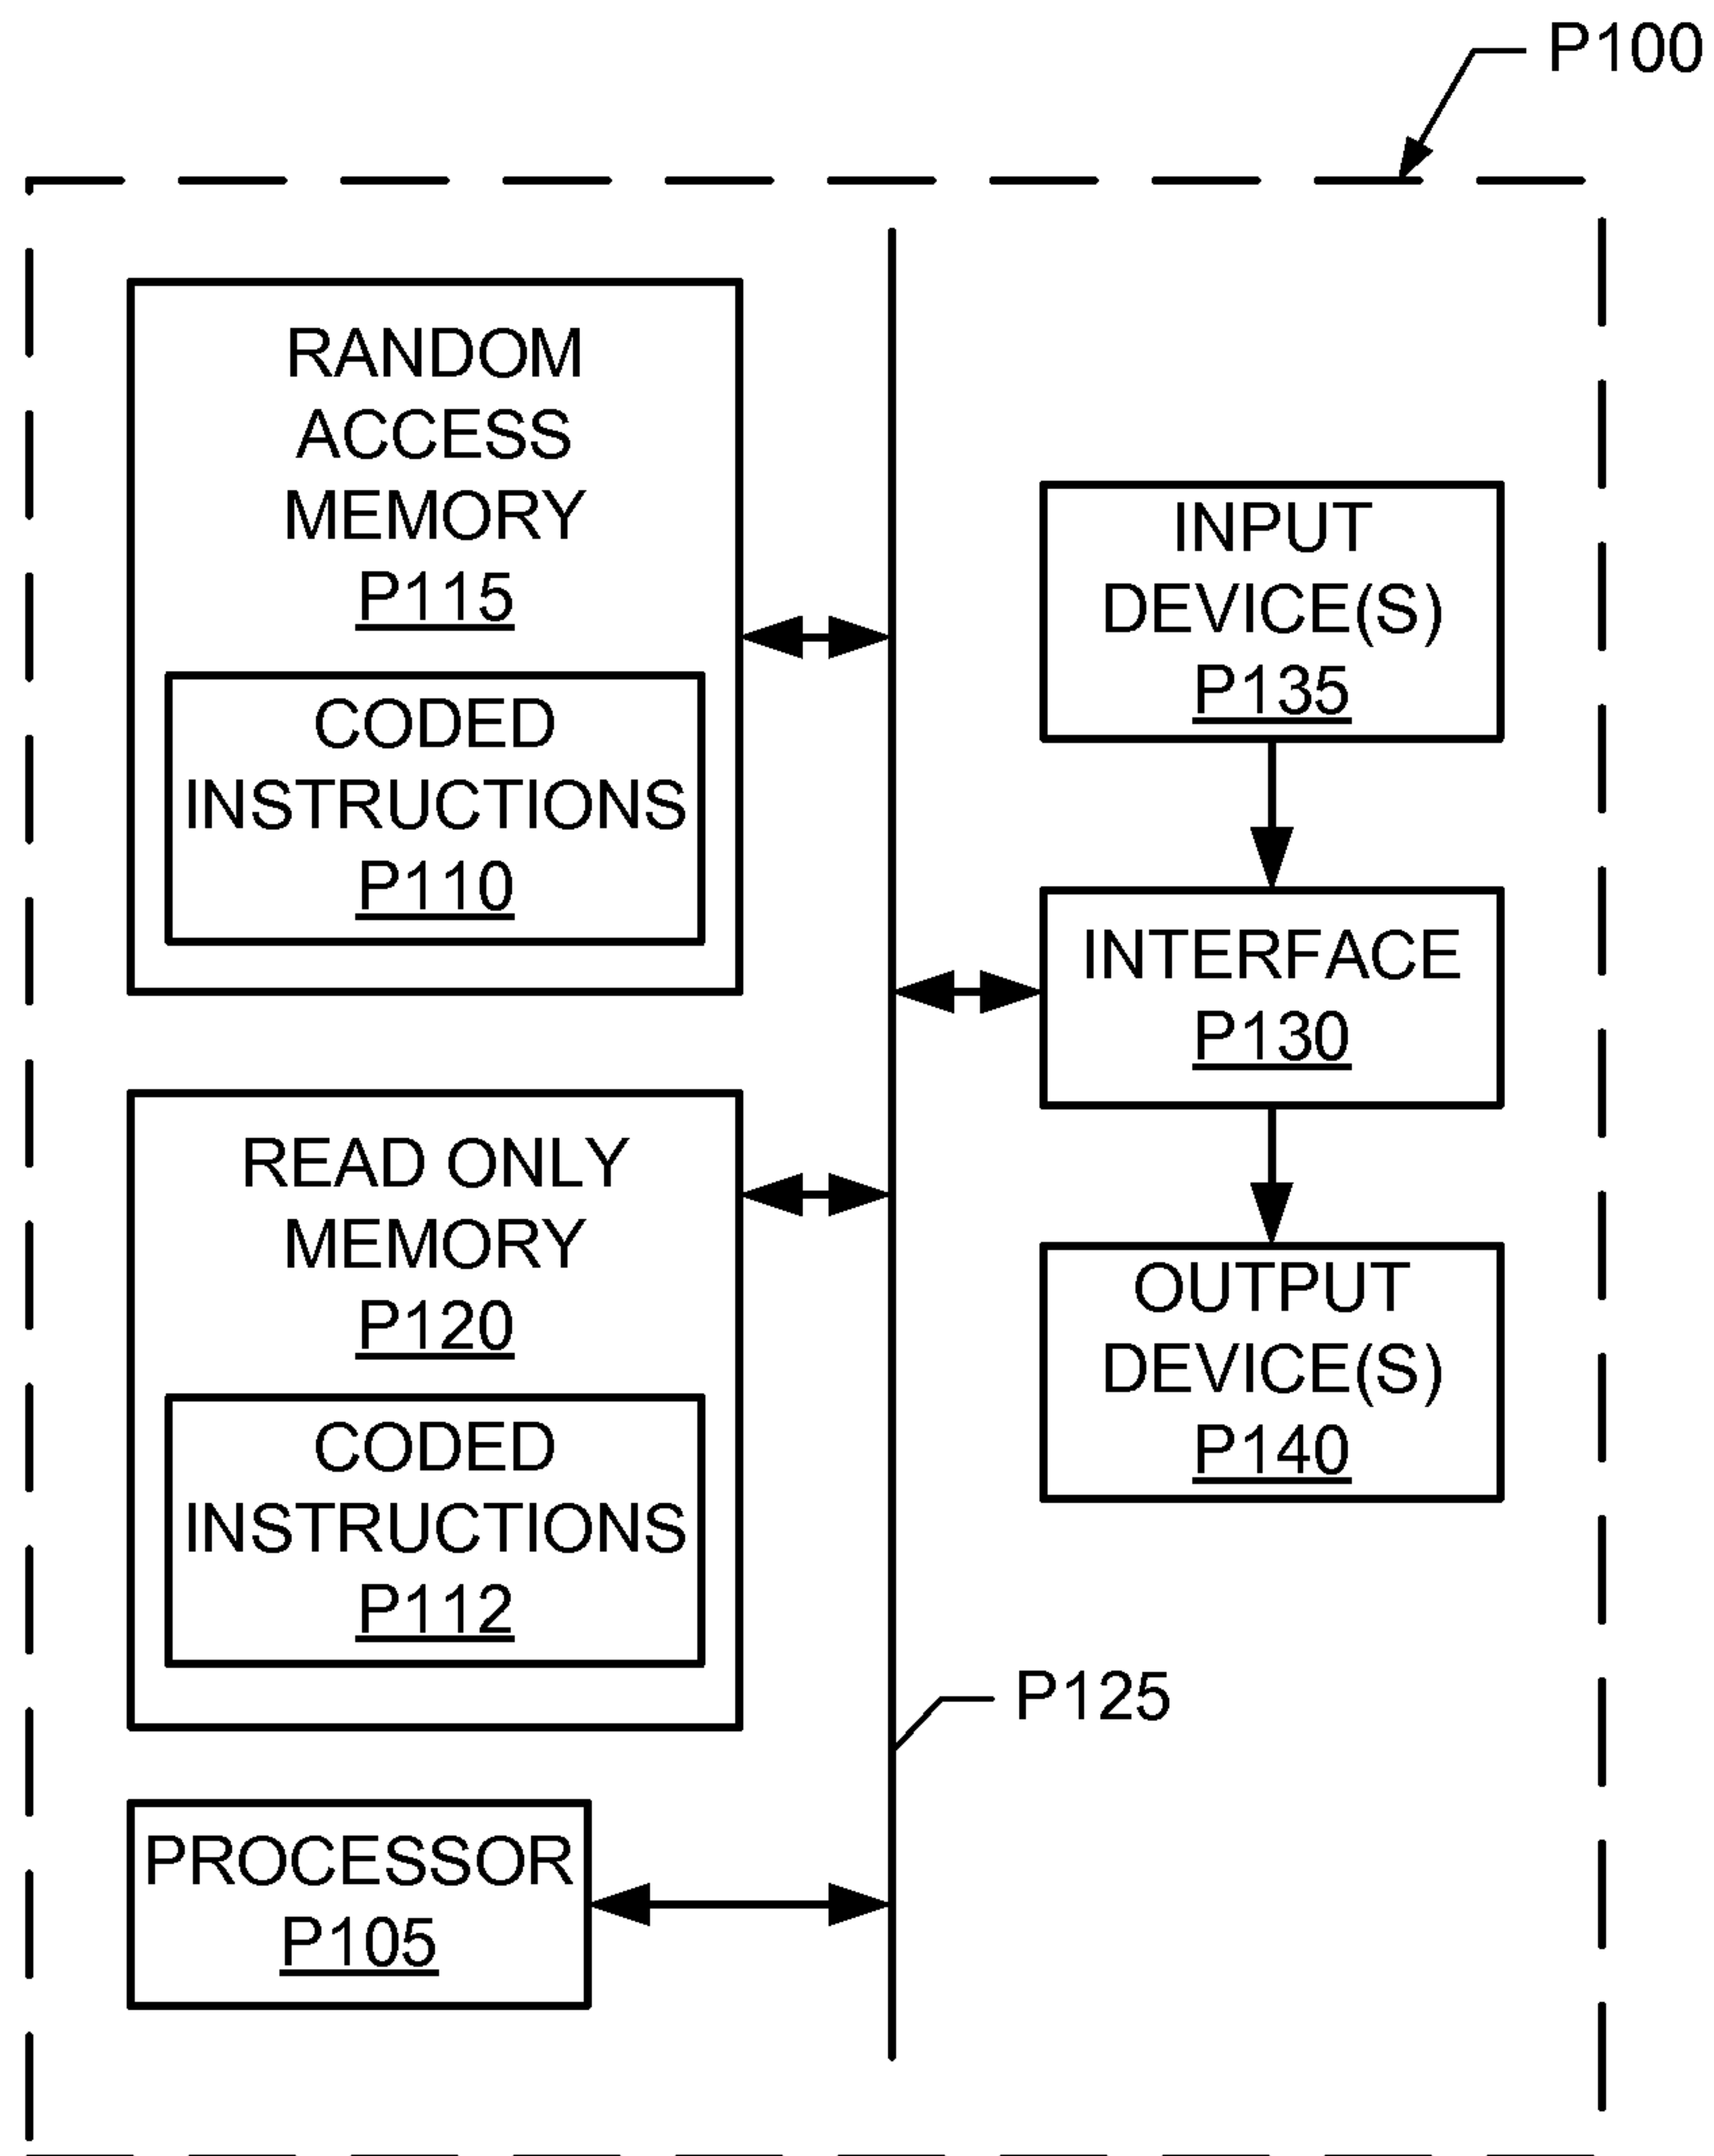 P100
RANDOM
ACCESS
MEMORY
P115
CODED
INSTRUCTIONS
P110
READ ONLY
MEMORY
P120
CODED
INSTRUCTIONS
P112
PROCESSOR
P105
INPUT
DEVICE(S)
P135
INTERFACE
P130
OUTPUT
DEVICE(S)
P140
P125